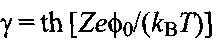 γ = th [Zeϕ₀/(k_BT)]